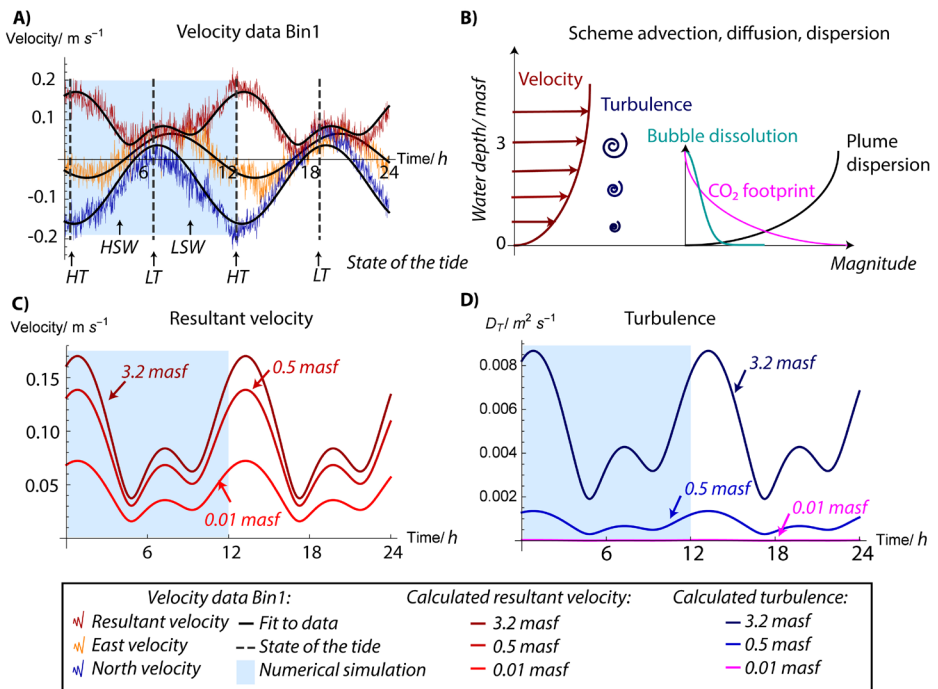 A)
Velocity data Bin1
Velocity/ m s⁻¹
0.2
0.1
-0.1
-0.2
6
12
18
24
Time/ h
HSW
LSW
HT
LT
HT
LT
State of the tide
B)
Scheme advection, diffusion, dispersion
Water depth/ masf
3
0
Velocity
Turbulence
Bubble dissolution
CO₂ footprint
Plume
dispersion
Magnitude
C)
Velocity/ m s⁻¹
Resultant velocity
0.15
0.10
0.05
3.2 masf
0.5 masf
0.01 masf
6
12
18
24
Time/ h
D)
D_T / m² s⁻¹
Turbulence
0.008
0.006
0.004
0.002
3.2 masf
0.5 masf
0.01 masf
6
12
18
24
Time/ h
Velocity data Bin1:
Resultant velocity
East velocity
North velocity
Fit to data
State of the tide
Numerical simulation
Calculated resultant velocity:
3.2 masf
0.5 masf
0.01 masf
Calculated turbulence:
3.2 masf
0.5 masf
0.01 masf